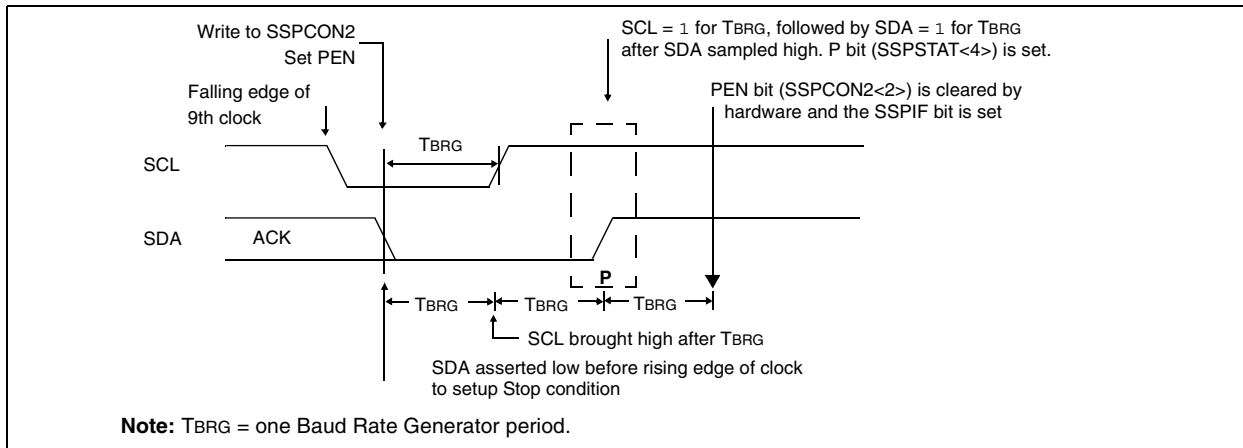 Write to SSPCON2
Set PEN
SCL = 1 for TBRG, followed by SDA = 1 for TBRG
after SDA sampled high. P bit (SSPSTAT<4>) is set.
Falling edge of
9th clock
PEN bit (SSPCON2<2>) is cleared by
hardware and the SSPIF bit is set
TBRG
SCL
SDA
ACK
P
TBRG
TBRG
TBRG
SCL brought high after TBRG
SDA asserted low before rising edge of clock
to setup Stop condition
Note: TBRG = one Baud Rate Generator period.